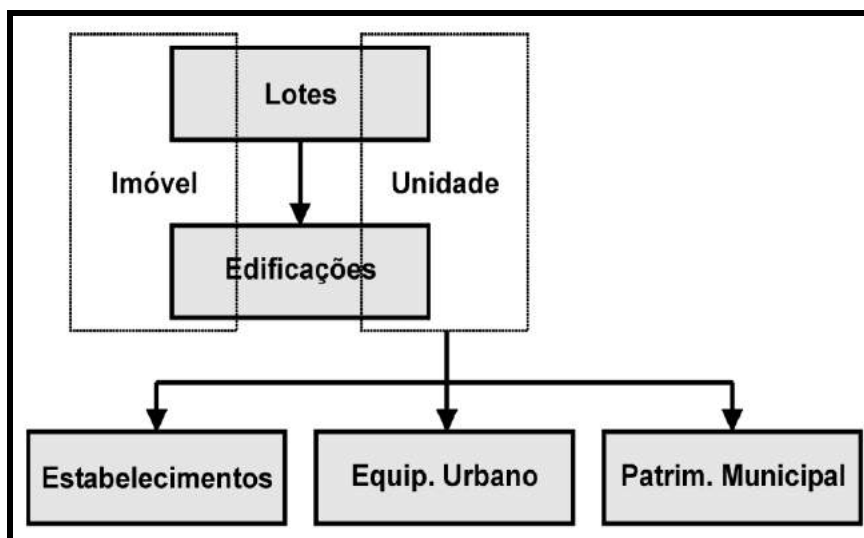 Lotes
Imóvel
Unidade
Edificações
Estabelecimentos
Equip. Urbano
Patrim. Municipal